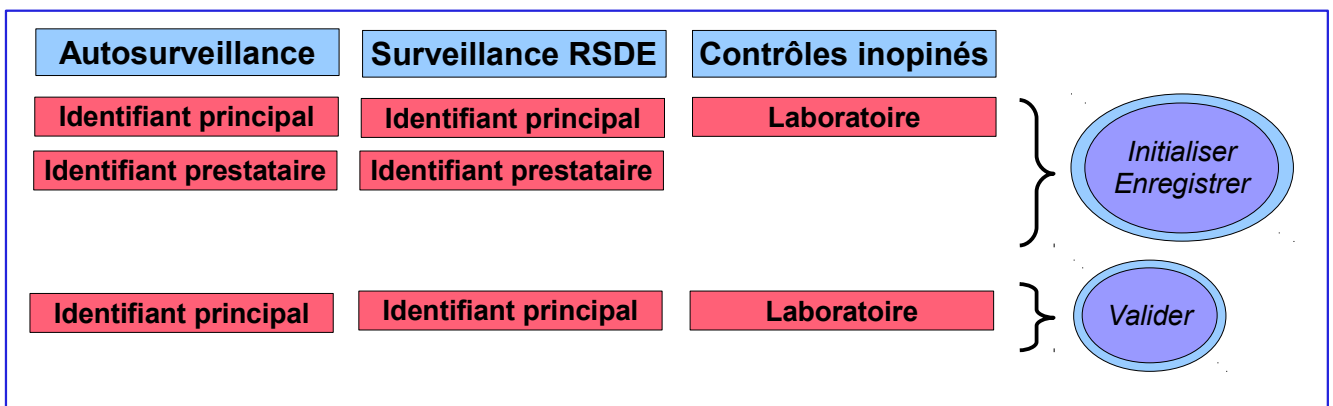 Autosurveillance
Surveillance RSDE
Contrôles inopinés
Identifiant principal
Identifiant principal
Laboratoire
Identifiant prestataire
Identifiant prestataire
Initialiser
Enregistrer
Identifiant principal
Identifiant principal
Laboratoire
Valider